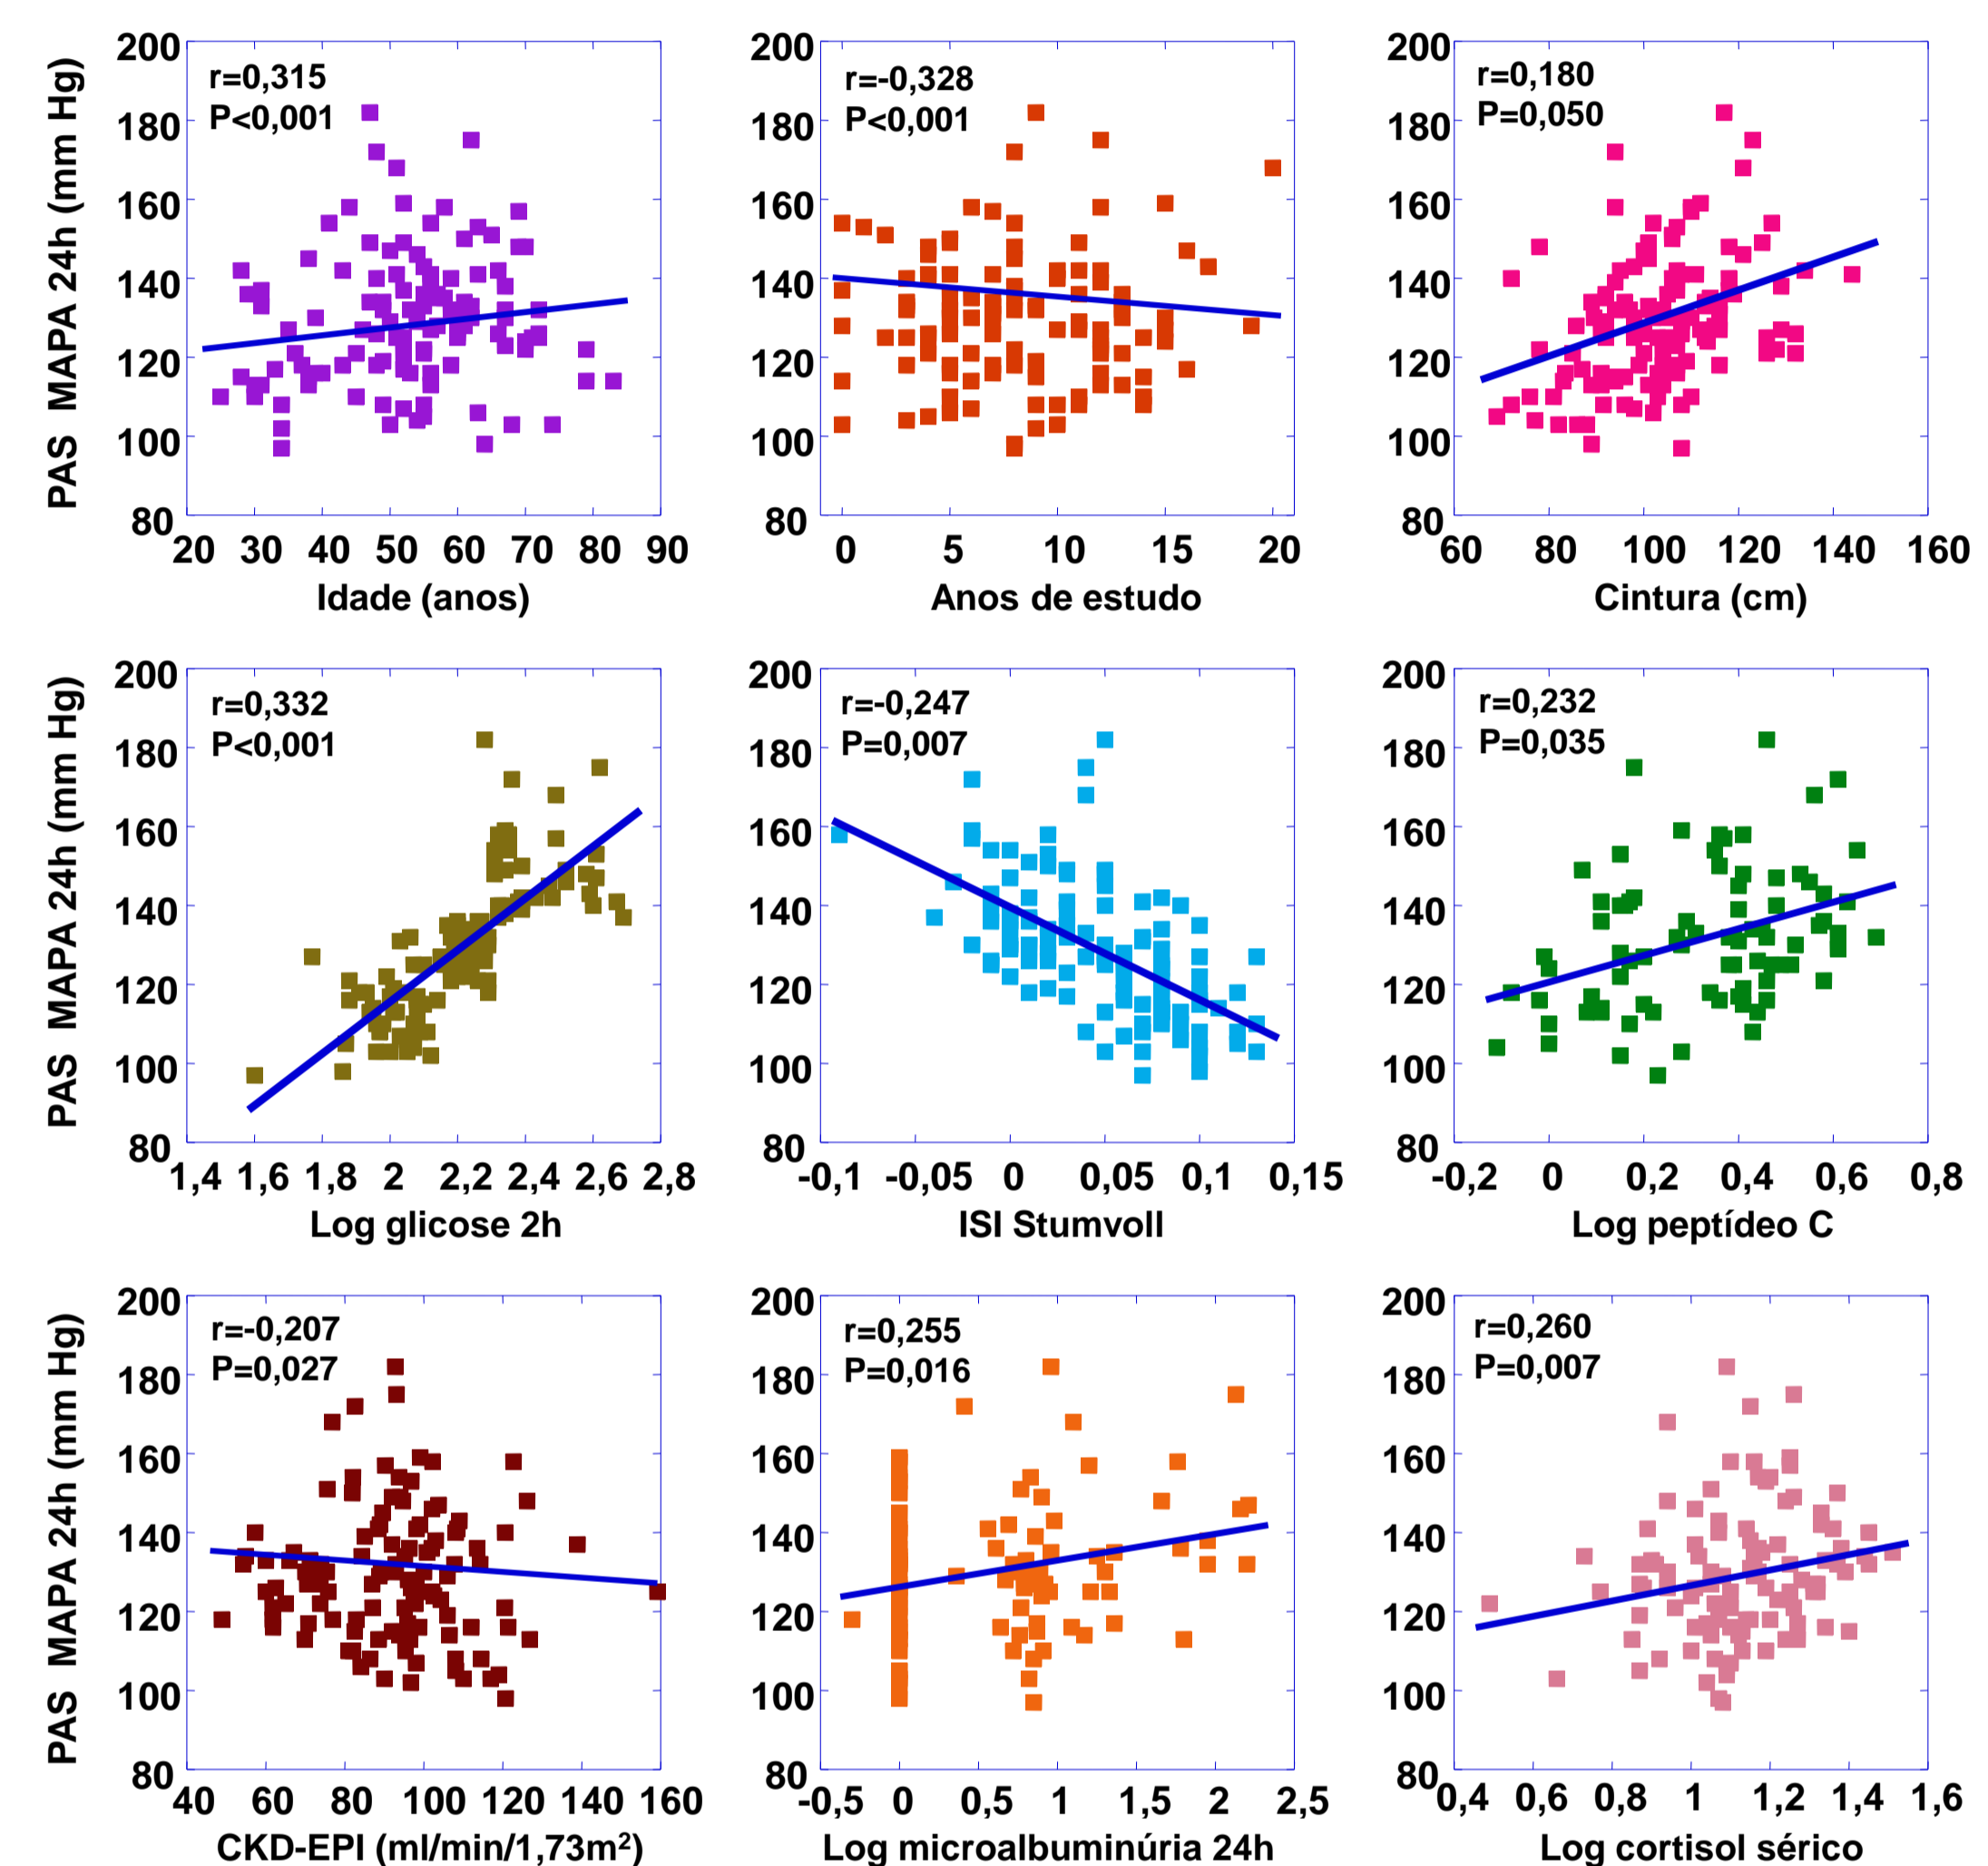 PAS MAPA 24h (mm Hg)
200
180
160
140
120
100
80
r=0,315
P<0,001
20 30 40 50 60 70 80 90
Idade (anos)
200
180
160
140
120
100
80
r=-0,328
P<0,001
0 5 10 15 20
Anos de estudo
200
180
160
140
120
100
80
r=0,180
P=0,050
60 80 100 120 140 160
Cintura (cm)
PAS MAPA 24h (mm Hg)
200
180
160
140
120
100
80
r=0,332
P<0,001
1,4 1,6 1,8 2 2,2 2,4 2,6 2,8
Log glicose 2h
200
180
160
140
120
100
80
r=-0,247
P=0,007
-0,1 -0,05 0 0,05 0,1 0,15
ISI Stumvoll
200
180
160
140
120
100
80
r=0,232
P=0,035
-0,2 0 0,2 0,4 0,6 0,8
Log peptídeo C
PAS MAPA 24h (mm Hg)
200
180
160
140
120
100
80
r=-0,207
P=0,027
40 60 80 100 120 140 160
CKD-EPI (ml/min/1,73m²)
200
180
160
140
120
100
80
r=0,255
P=0,016
-0,5 0 0,5 1 1,5 2 2,5
Log microalbuminúria 24h
200
180
160
140
120
100
80
r=0,260
P=0,007
0,4 0,6 0,8 1 1,2 1,4 1,6
Log cortisol sérico